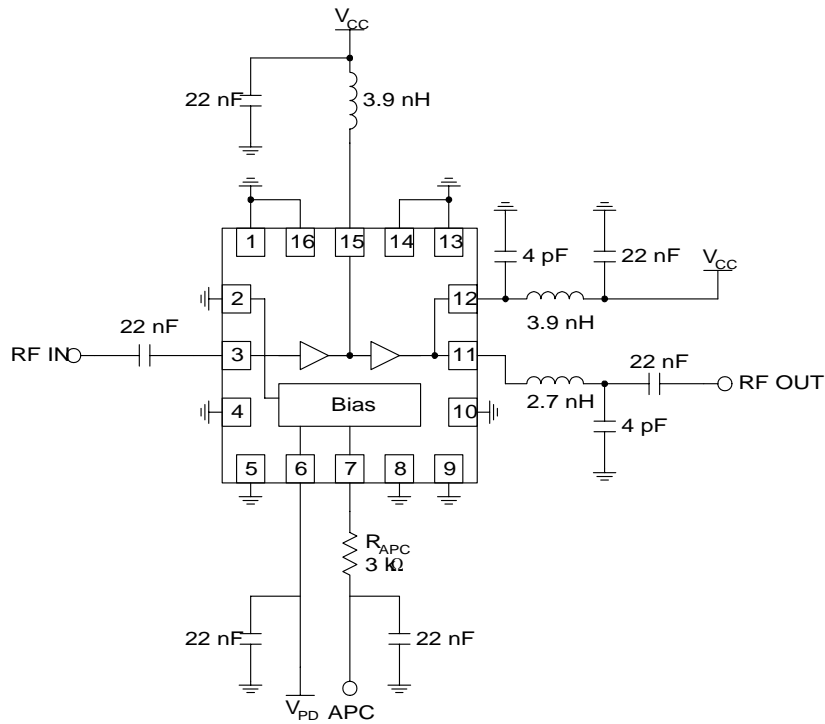 VCC
22 nF
3.9 nH
1 16 15 14 13
4 pF 22 nF
VCC
2
12
3.9 nH
22 nF
RF IN
3
11
22 nF
RF OUT
2.7 nH
Bias
4
10
4 pF
5 6 7 8 9
RAPC
3 kΩ
22 nF
22 nF
VPD APC